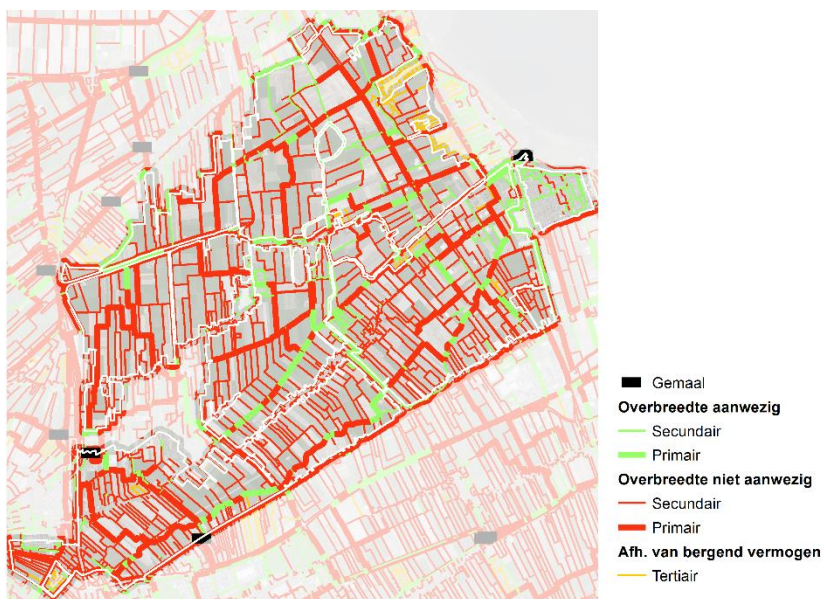 Gemaal
Overbreedte aanwezig
Secundair
Primair
Overbreedte niet aanwezig
Secundair
Primair
Afh. van bergend vermogen
Tertiair